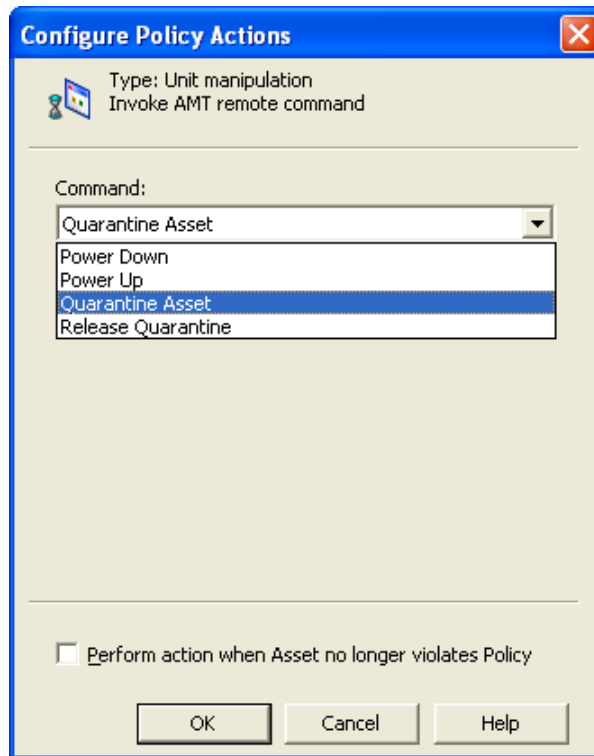 Configure Policy Actions
Type: Unit manipulation
Invoke AMT remote command
Command:
Quarantine Asset
Power Down
Power Up
Quarantine Asset
Release Quarantine
Perform action when Asset no longer violates Policy
OK Cancel Help